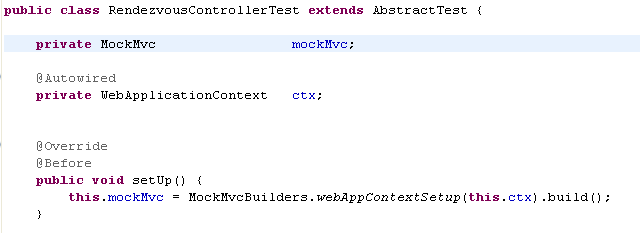 public class RendezvousControllerTest extends AbstractTest {
private MockMvc mockMvc;
@Autowired
private WebApplicationContext ctx;
@Override
@Before
public void setUp() {
this.mockMvc = MockMvcBuilders.webAppContextSetup(this.ctx).build();
}